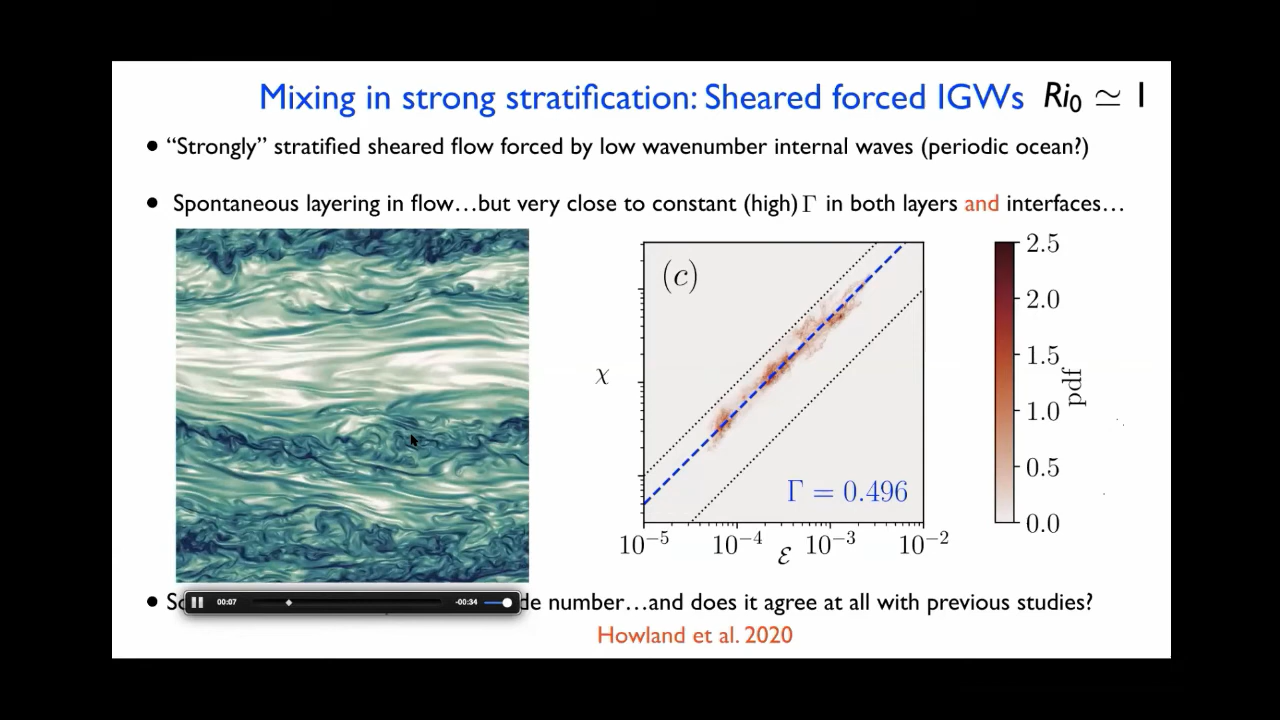 Mixing in strong stratification: Sheared forced IGWs Ri₀ ≃ 1
• “Strongly” stratified sheared flow forced by low wavenumber internal waves (periodic ocean?)
• Spontaneous layering in flow…but very close to constant (high) Γ in both layers and interfaces…
(c)
χ
Γ = 0.496
10⁻⁵ 10⁻⁴ 10⁻³ 10⁻²
ℰ
2.5
2.0
1.5
1.0
0.5
0.0
pdf
• number…and does it agree at all with previous studies?
00:07 -00:34
Howland et al. 2020